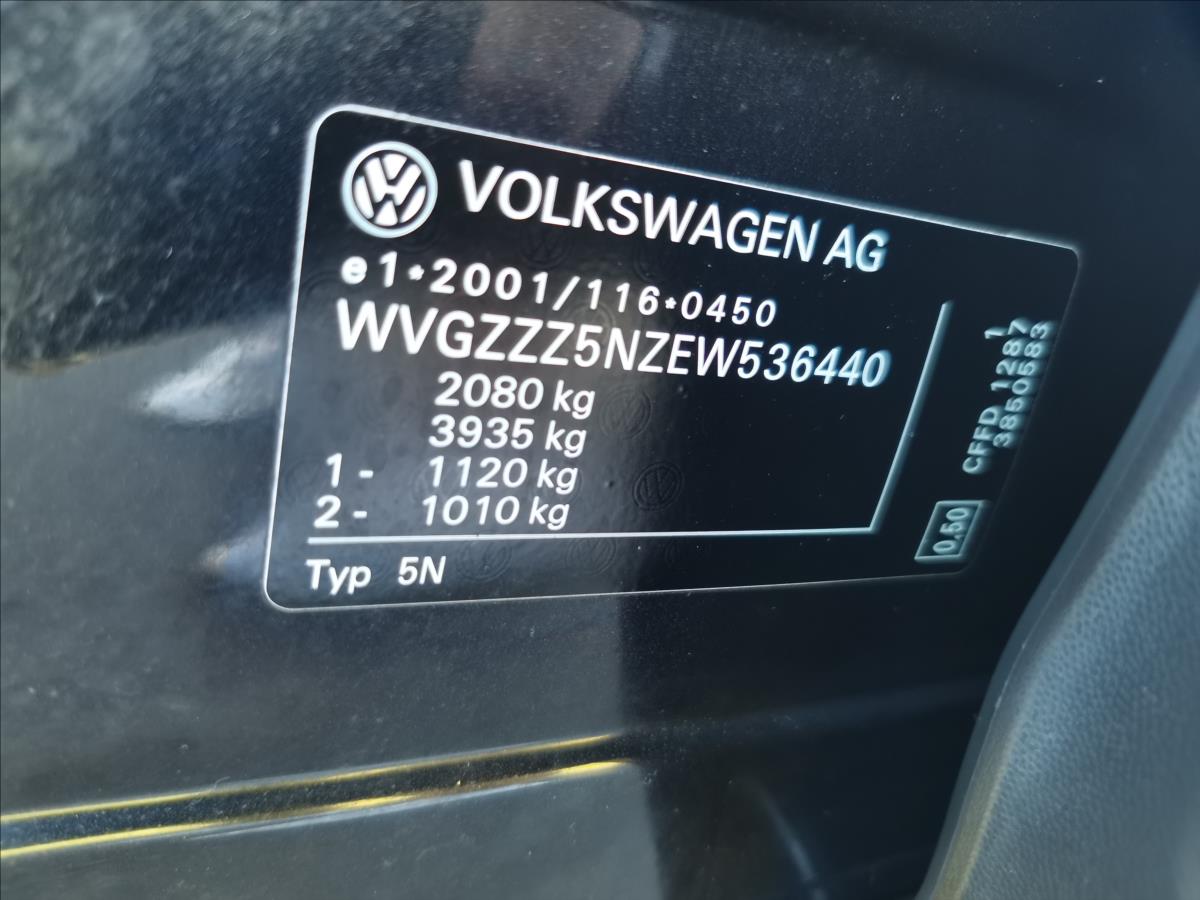 VOLKSWAGEN AG
e1*2001/116*0450
WVGZZZ5NZEW536440
2080 kg
3935 kg
1- 1120 kg
2- 1010 kg
Typ 5N
1
CFFD 1287
3850583
0.50